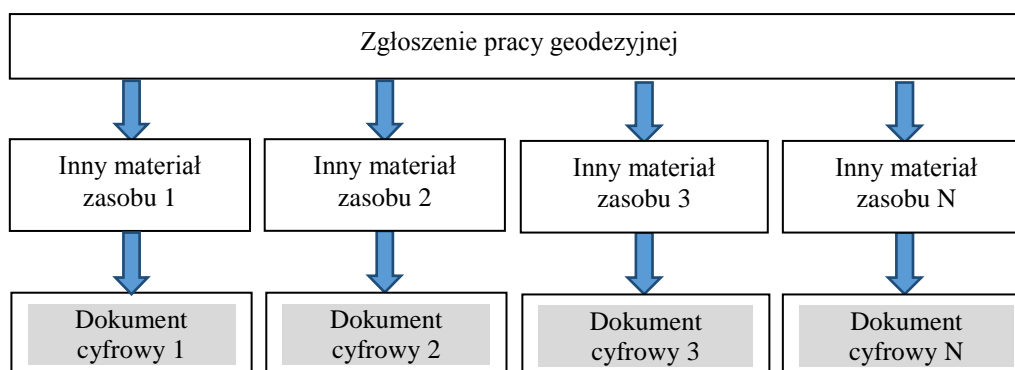 Zgłoszenie pracy geodezyjnej
Inny materiał
zasobu 1
Inny materiał
zasobu 2
Inny materiał
zasobu 3
Inny materiał
zasobu N
Dokument
cyfrowy 1
Dokument
cyfrowy 2
Dokument
cyfrowy 3
Dokument
cyfrowy N